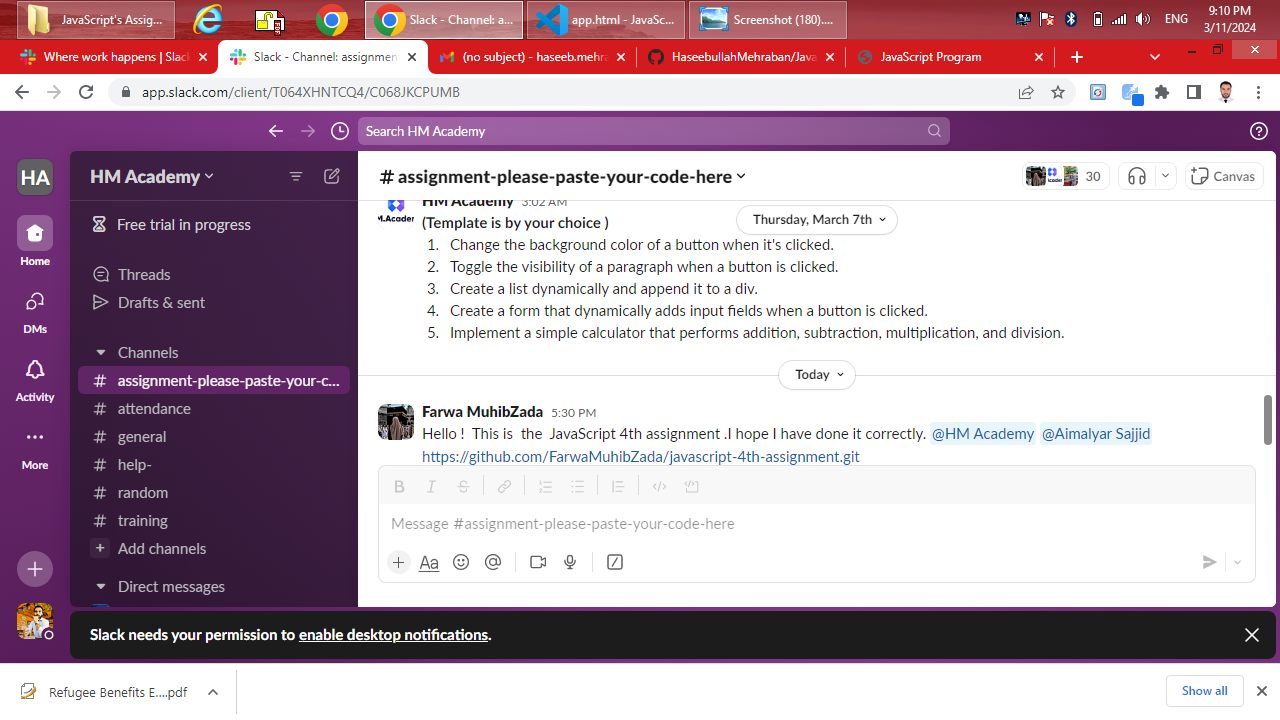 JavaScript's Assig...
Slack - Channel: a...
app.html - JavaSc...
Screenshot (180)....
ENG
9:10 PM
3/11/2024
Where work happens | Slac
Slack - Channel: assignment
(no subject) - haseeb.mehra
HaseebullahMehraban/Java
JavaScript Program
app.slack.com/client/T064XHNTCQ4/C068JKCPUMB
Search HM Academy
HA
Home
DMs
Activity
More
HM Academy
Free trial in progress
Threads
Drafts & sent
Channels
# assignment-please-paste-your-c...
# attendance
# general
# help-
# random
# training
+ Add channels
Direct messages
# assignment-please-paste-your-code-here
30
Canvas
HM Academy 3:02 AM
Thursday, March 7th
(Template is by your choice )
1. Change the background color of a button when it's clicked.
2. Toggle the visibility of a paragraph when a button is clicked.
3. Create a list dynamically and append it to a div.
4. Create a form that dynamically adds input fields when a button is clicked.
5. Implement a simple calculator that performs addition, subtraction, multiplication, and division.
Today
Farwa MuhibZada 5:30 PM
Hello ! This is the JavaScript 4th assignment .I hope I have done it correctly. @HM Academy @Aimalyar Sajjid
https://github.com/FarwaMuhibZada/javascript-4th-assignment.git
B I S
Message #assignment-please-paste-your-code-here
+ Aa @
Slack needs your permission to enable desktop notifications.
Refugee Benefits E....pdf
Show all